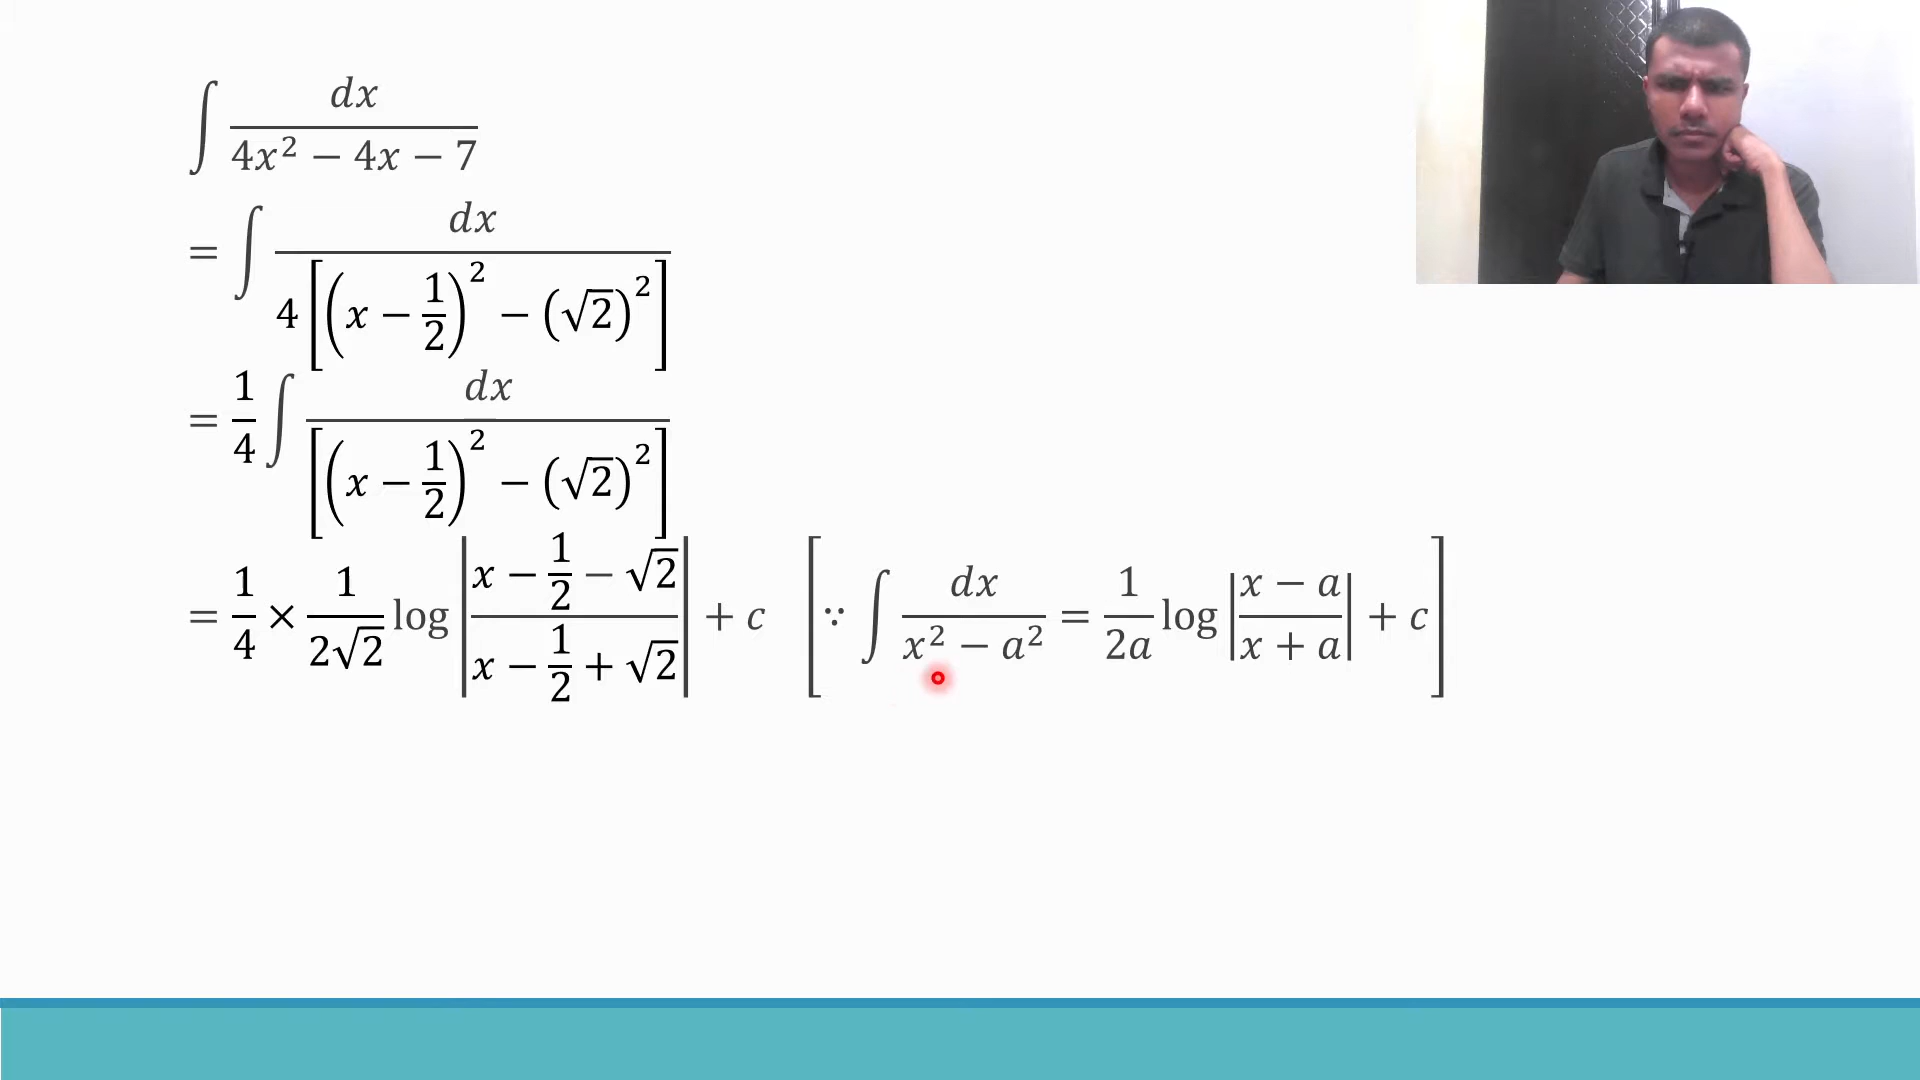 ∫ dx / (4x² − 4x − 7)
= ∫ dx / 4[(x − 1/2)² − (√2)²]
= 1/4 ∫ dx / [(x − 1/2)² − (√2)²]
= 1/4 × 1/(2√2) log |(x − 1/2 − √2) / (x − 1/2 + √2)| + c [∵ ∫ dx / (x² − a²) = 1/(2a) log |(x − a) / (x + a)| + c]